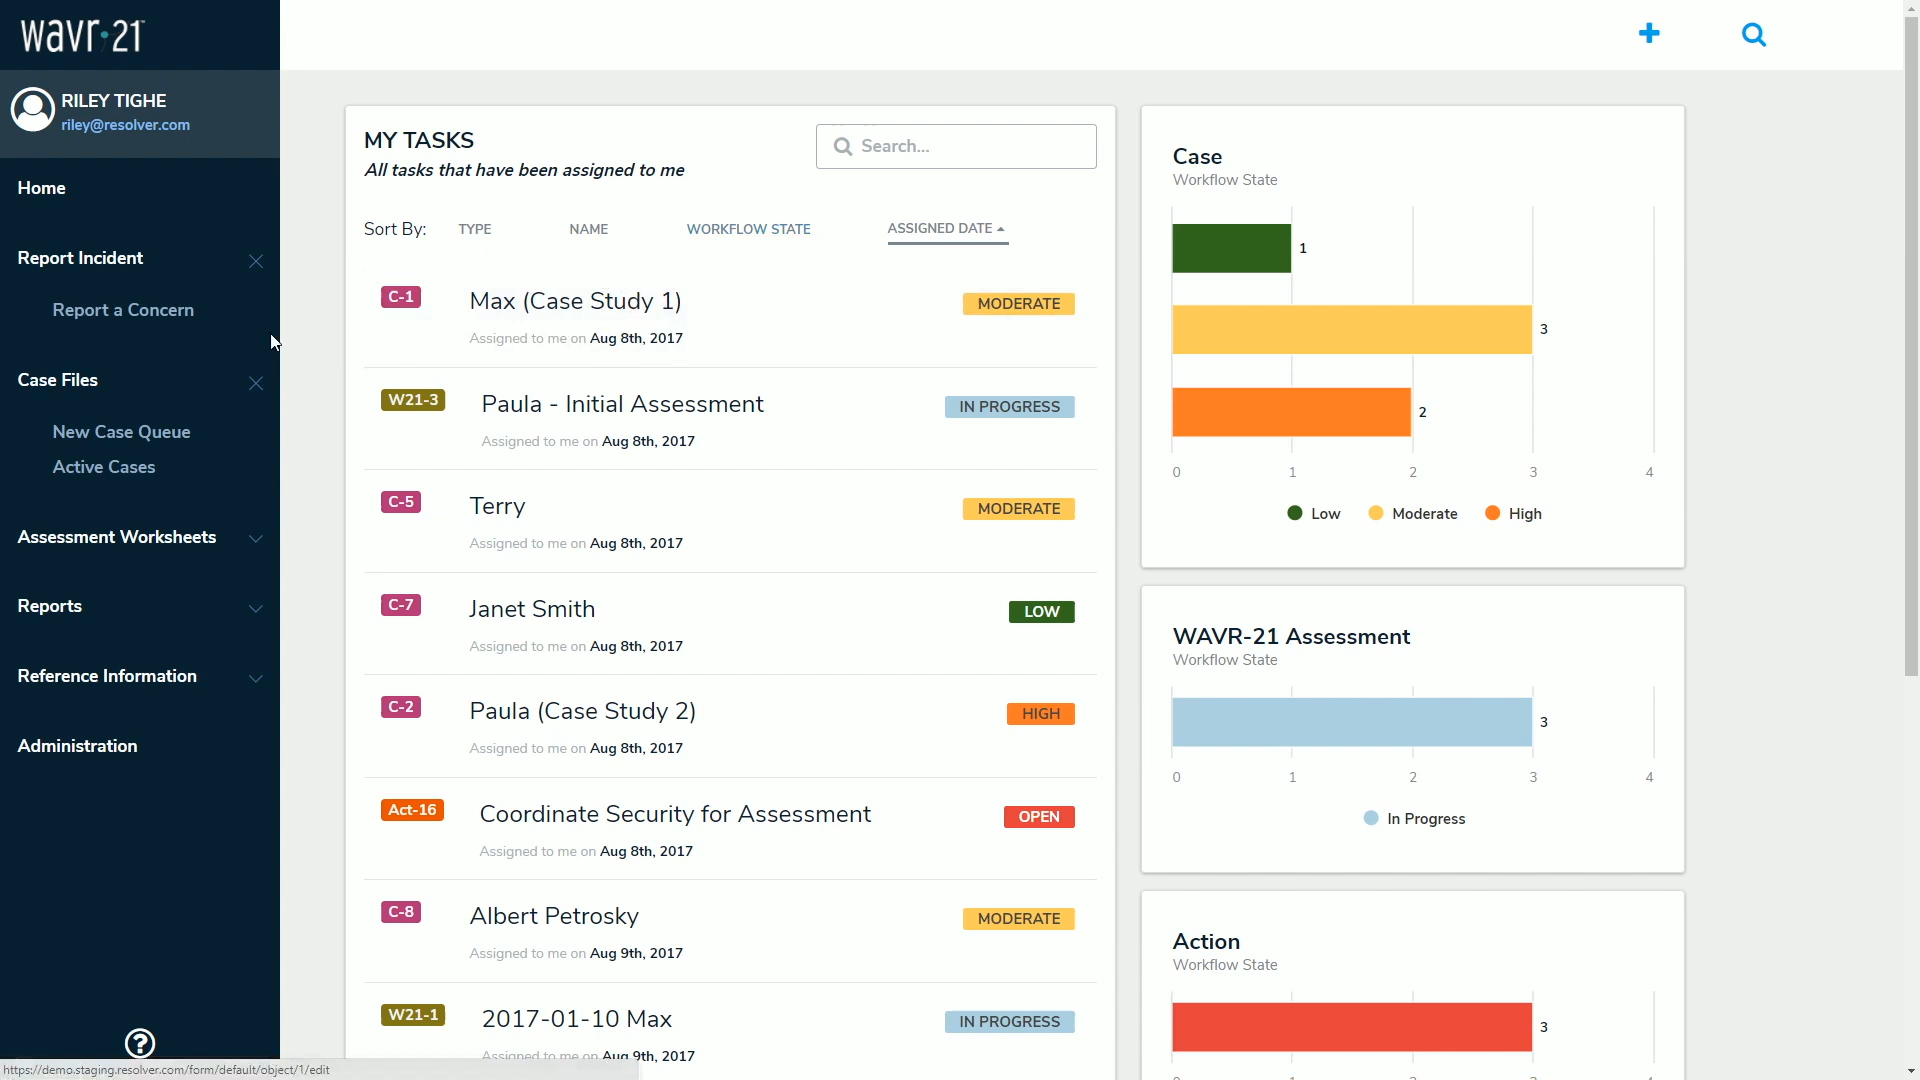 wavr·21
RILEY TIGHE
riley@resolver.com
Home
Report Incident
Report a Concern
Case Files
New Case Queue
Active Cases
Assessment Worksheets
Reports
Reference Information
Administration
?
https://demo.staging.resolver.com/form/default/object/1/edit
MY TASKS
All tasks that have been assigned to me
Search...
Sort By: TYPE NAME WORKFLOW STATE ASSIGNED DATE
C-1 Max (Case Study 1) MODERATE
Assigned to me on Aug 8th, 2017
W21-3 Paula - Initial Assessment IN PROGRESS
Assigned to me on Aug 8th, 2017
C-5 Terry MODERATE
Assigned to me on Aug 8th, 2017
C-7 Janet Smith LOW
Assigned to me on Aug 8th, 2017
C-2 Paula (Case Study 2) HIGH
Assigned to me on Aug 8th, 2017
Act-16 Coordinate Security for Assessment OPEN
Assigned to me on Aug 8th, 2017
C-8 Albert Petrosky MODERATE
Assigned to me on Aug 9th, 2017
W21-1 2017-01-10 Max IN PROGRESS
Assigned to me on Aug 9th, 2017
Case
Workflow State
1
3
2
0 1 2 3 4
Low Moderate High
WAVR-21 Assessment
Workflow State
3
0 1 2 3 4
In Progress
Action
Workflow State
3